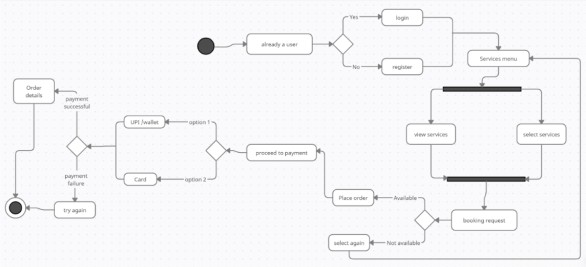 Yes
login
already a user
No
register
Services menu
Order
details
payment
successful
UPI /wallet
option 1
view services
select services
proceed to payment
Card
option 2
payment
failure
try again
Place order
Available
booking request
select again
Not available